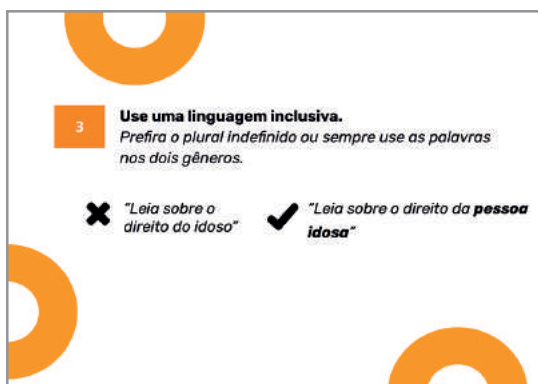 3
Use uma linguagem inclusiva.
Prefira o plural indefinido ou sempre use as palavras
nos dois gêneros.
"Leia sobre o
direito do idoso"
"Leia sobre o direito da pessoa
idosa"